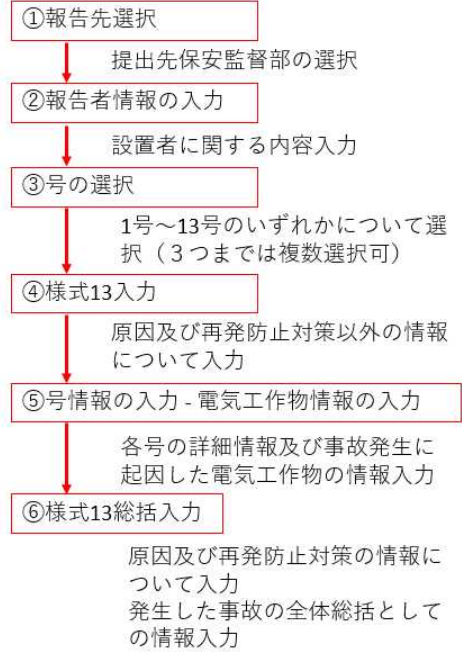 ①報告先選択
提出先保安監督部の選択
②報告者情報の入力
設置者に関する内容入力
③号の選択
1号～13号のいずれかについて選
択（３つまでは複数選択可）
④様式13入力
原因及び再発防止対策以外の情報
について入力
⑤号情報の入力 - 電気工作物情報の入力
各号の詳細情報及び事故発生に
起因した電気工作物の情報入力
⑥様式13総括入力
原因及び再発防止対策の情報に
ついて入力
発生した事故の全体総括として
の情報入力